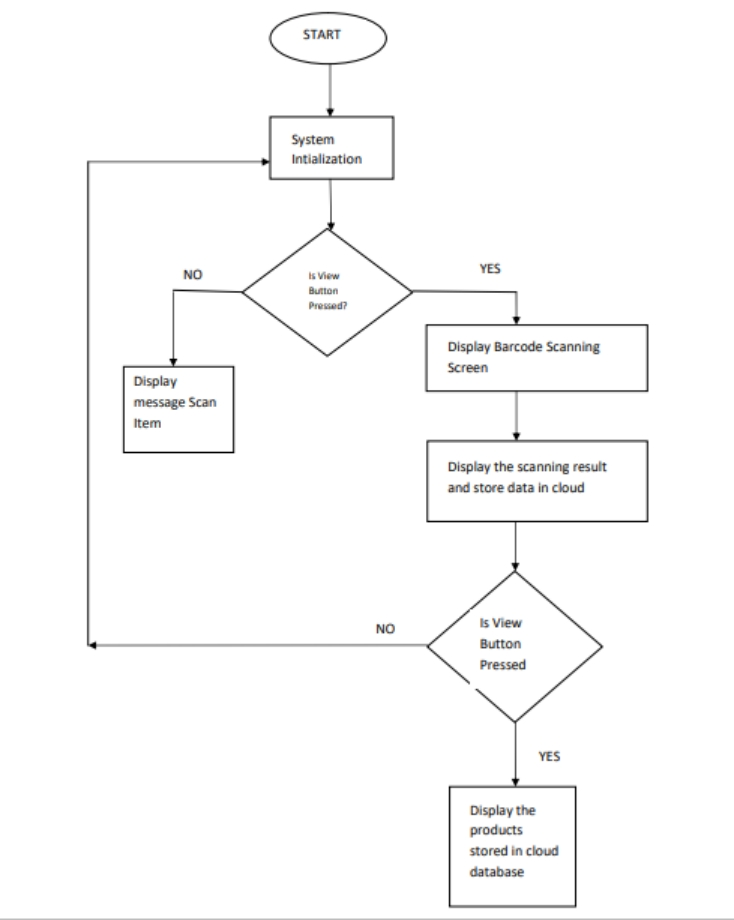 START
System
Intialization
Is View
Button
Pressed?
NO
YES
Display Barcode Scanning
Screen
Display
message Scan
Item
Display the scanning result
and store data in cloud
Is View
Button
Pressed
NO
YES
Display the
products
stored in cloud
database